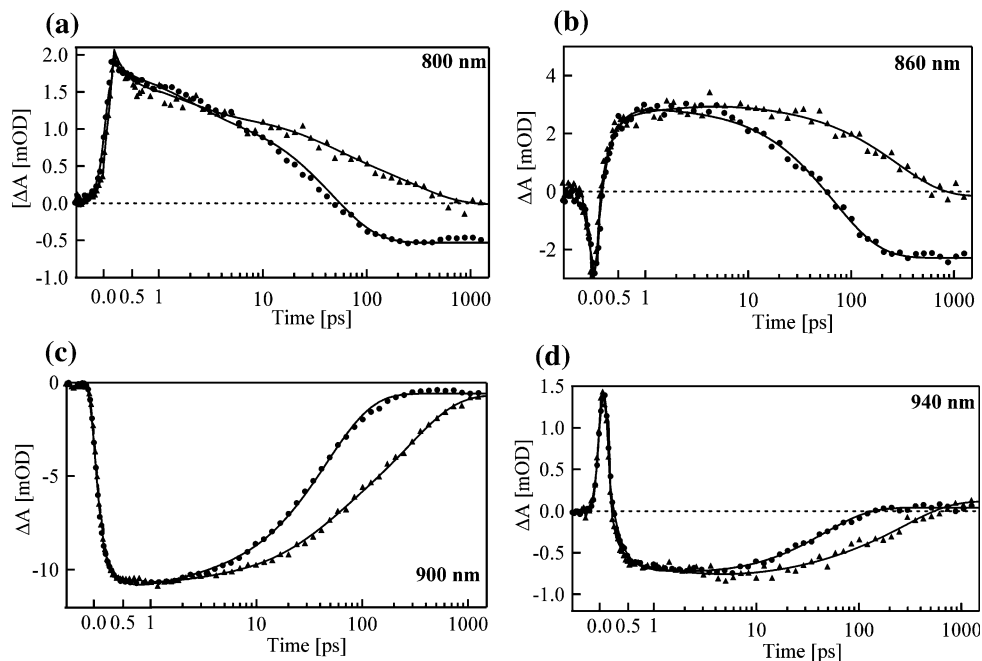 (a)
800 nm
[ΔA [mOD]
2.0
1.5
1.0
0.5
0.0
-0.5
-1.0
0.0 0.5 1 10 100 1000
Time [ps]
(b)
860 nm
ΔA [mOD]
4
2
0
-2
0.0 0.5 1 10 100 1000
Time [ps]
(c)
900 nm
ΔA [mOD]
0
-5
-10
0.0 0.5 1 10 100 1000
Time [ps]
(d)
940 nm
ΔA [mOD]
1.5
1.0
0.5
0.0
-0.5
-1.0
0.0 0.5 1 10 100 1000
Time [ps]